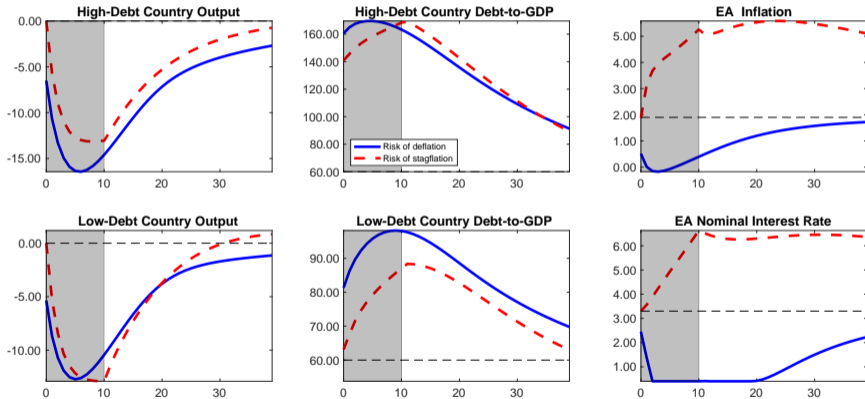 High-Debt Country Output
0.00
-5.00
-10.00
-15.00
0 10 20 30
High-Debt Country Debt-to-GDP
160.00
140.00
120.00
100.00
80.00
60.00
Risk of deflation
Risk of stagflation
0 10 20 30
EA Inflation
5.00
4.00
3.00
2.00
1.00
0.00
0 10 20 30
Low-Debt Country Output
0.00
-5.00
-10.00
0 10 20 30
Low-Debt Country Debt-to-GDP
90.00
80.00
70.00
60.00
0 10 20 30
EA Nominal Interest Rate
6.00
5.00
4.00
3.00
2.00
1.00
0 10 20 30